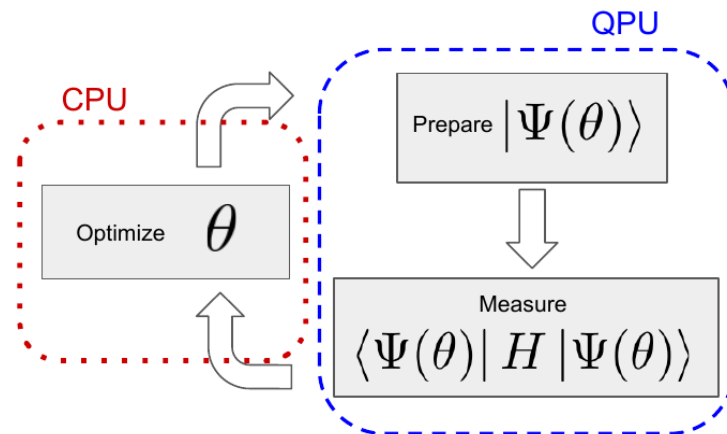 QPU
CPU
Prepare |Ψ(θ)⟩
Optimize θ
Measure
⟨Ψ(θ)| H |Ψ(θ)⟩